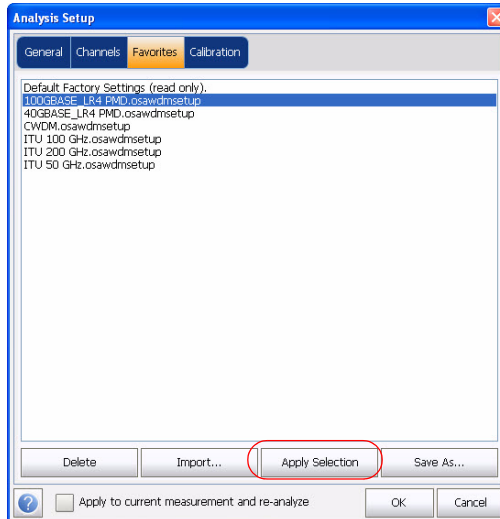 Analysis Setup
General Channels Favorites Calibration
Default Factory Settings (read only).
100GBASE_LR4 PMD.osawdmsetup
40GBASE_LR4 PMD.osawdmsetup
CWDM.osawdmsetup
ITU 100 GHz.osawdmsetup
ITU 200 GHz.osawdmsetup
ITU 50 GHz.osawdmsetup
Delete Import... Apply Selection Save As...
? Apply to current measurement and re-analyze OK Cancel